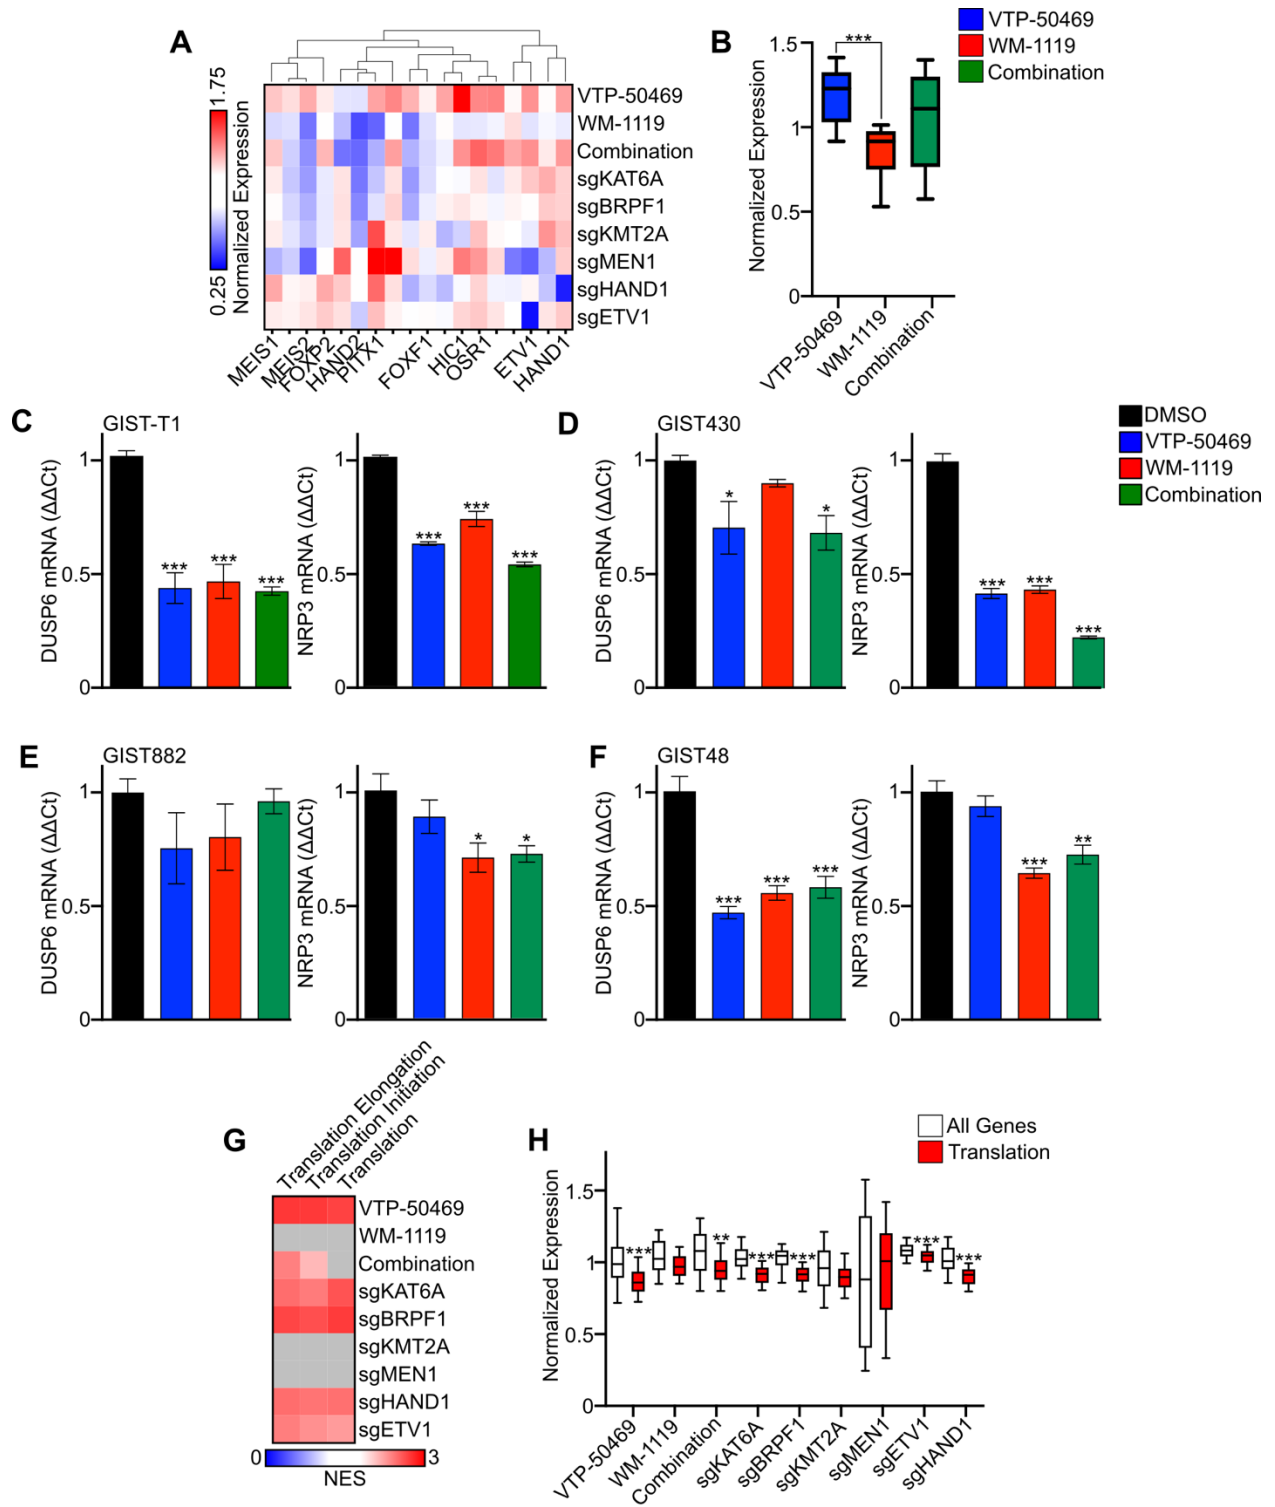 A
1.75
0.25
Normalized Expression
VTP-50469
WM-1119
Combination
sgKAT6A
sgBRPF1
sgKMT2A
sgMEN1
sgHAND1
sgETV1
MEIS1
MEIS2
FOXP2
HAND2
PITX1
FOXF1
HIC1
OSR1
ETV1
HAND1
B
VTP-50469
WM-1119
Combination
1.5
1
0.5
0
Normalized Expression
***
VTP-50469
WM-1119
Combination
C
GIST-T1
DUSP6 mRNA (ΔΔCt)
1
0.5
0
***
***
***
NRP3 mRNA (ΔΔCt)
1
0.5
0
***
***
***
D
GIST430
DUSP6 mRNA (ΔΔCt)
1
0.5
0
*
*
NRP3 mRNA (ΔΔCt)
1
0.5
0
***
***
***
DMSO
VTP-50469
WM-1119
Combination
E
GIST882
DUSP6 mRNA (ΔΔCt)
1
0.5
0
NRP3 mRNA (ΔΔCt)
1
0.5
0
*
*
F
GIST48
DUSP6 mRNA (ΔΔCt)
1
0.5
0
***
***
***
NRP3 mRNA (ΔΔCt)
1
0.5
0
***
**
G
Translation Elongation
Translation Initiation
Translation
VTP-50469
WM-1119
Combination
sgKAT6A
sgBRPF1
sgKMT2A
sgMEN1
sgHAND1
sgETV1
0
3
NES
H
All Genes
Translation
Normalized Expression
1.5
1
0.5
0
***
**
***
***
***
***
VTP-50469
WM-1119
Combination
sgKAT6A
sgBRPF1
sgKMT2A
sgMEN1
sgETV1
sgHAND1